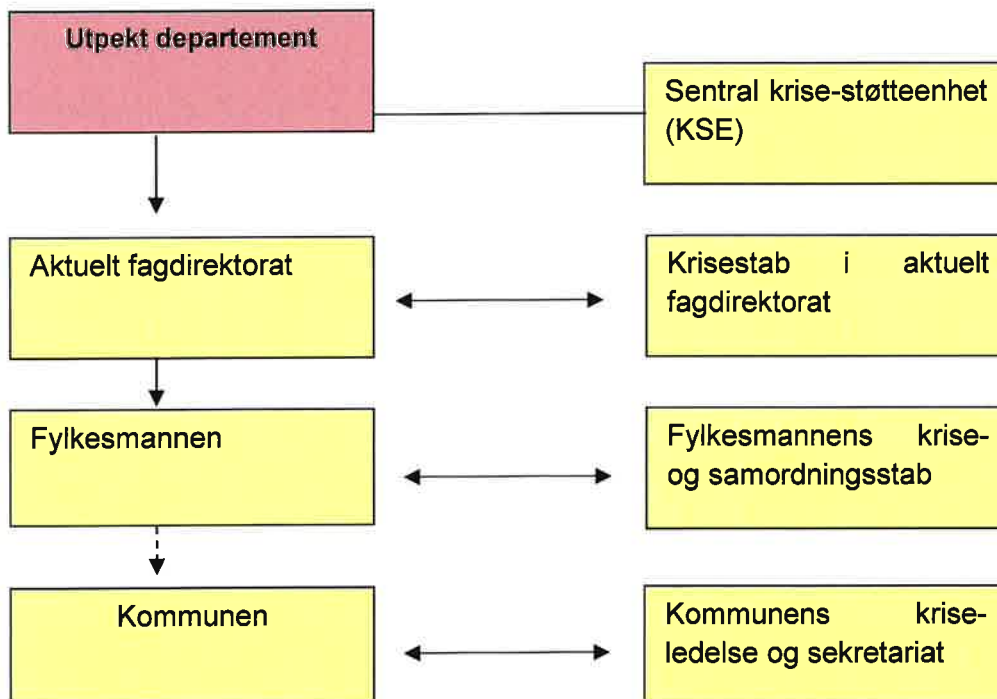 Utpekt departement
Sentral krise-støtteenhet
(KSE)
Aktuelt fagdirektorat
Krisestab i aktuelt
fagdirektorat
Fylkesmannen
Fylkesmannens krise-
og samordningsstab
Kommunen
Kommunens krise-
ledelse og sekretariat